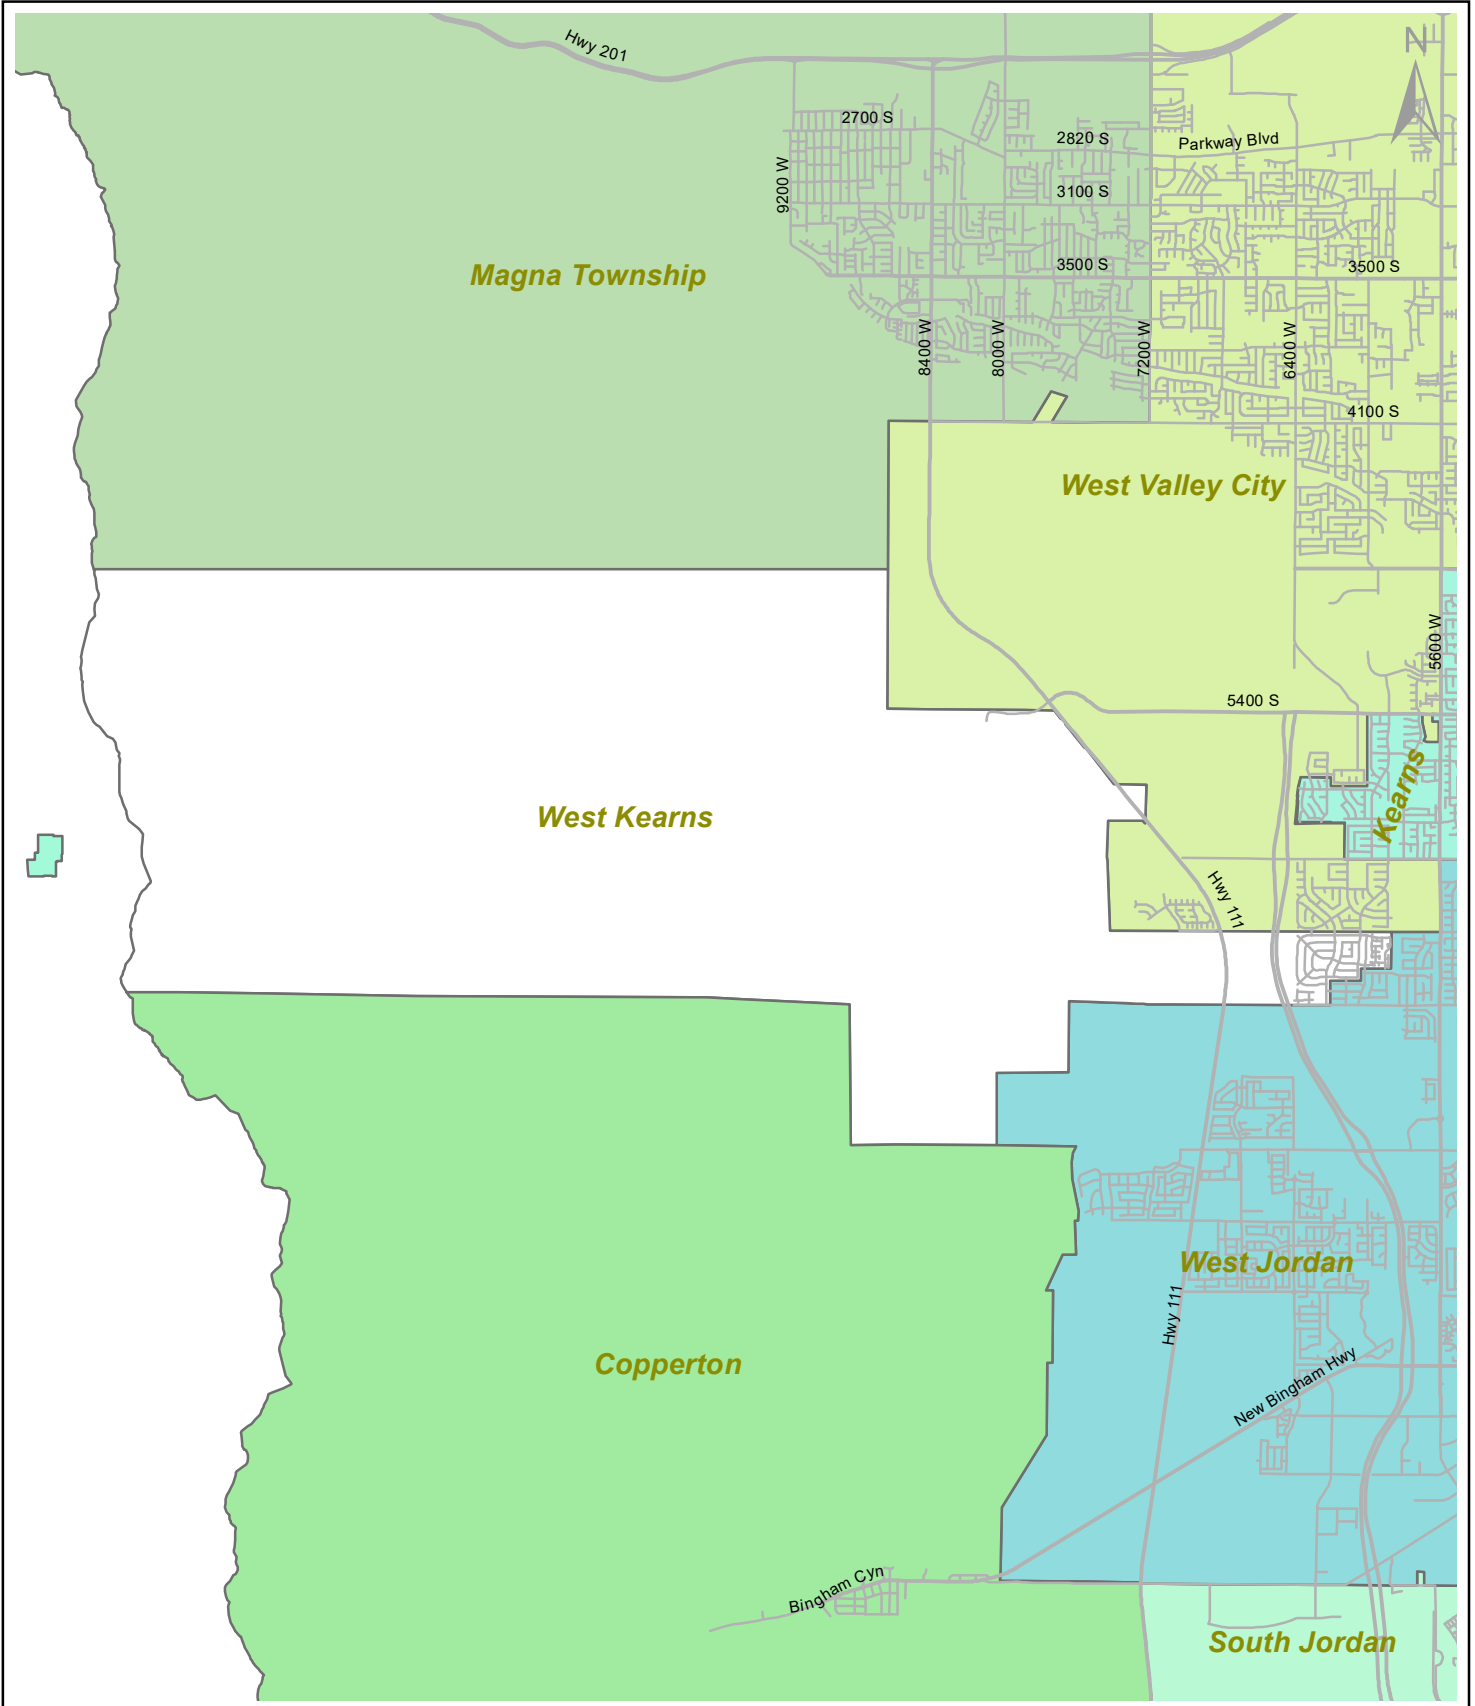 Hwy 201
N
2700 S
2820 S
Parkway Blvd
9200 W
3100 S
Magna Township
3500 S
3500 S
8400 W
8000 W
7200 W
6400 W
4100 S
West Valley City
5600 W
5400 S
Kearns
West Kearns
Hwy 111
West Jordan
Hwy 111
Copperton
New Bingham Hwy
Bingham Cyn
South Jordan